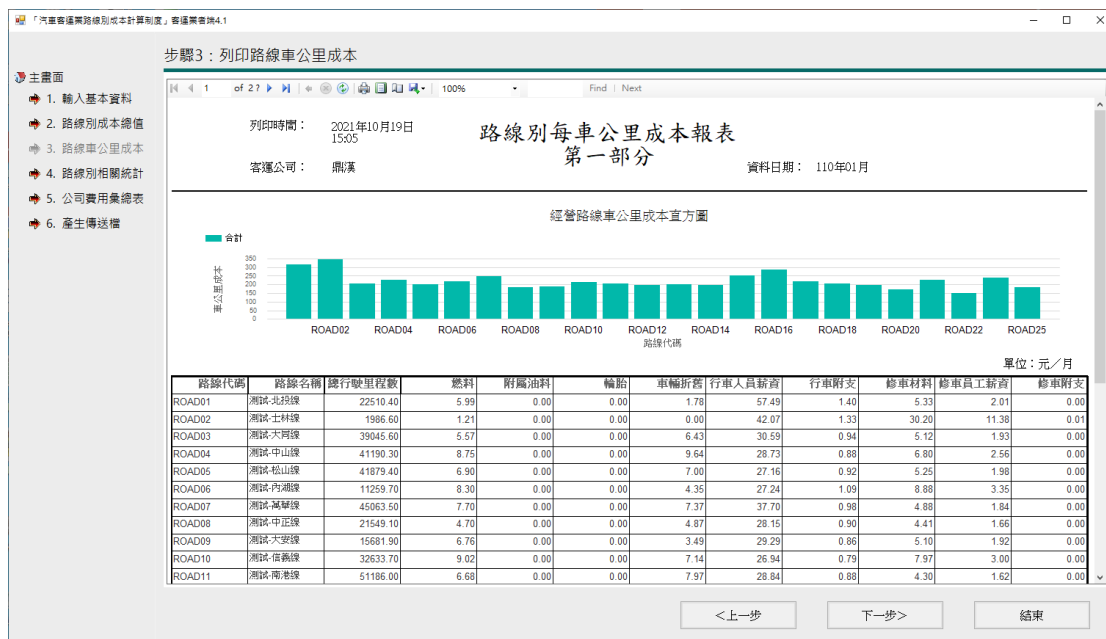 「汽車客運業路線別成本計算制度」客運業者端4.1
步驟3：列印路線車公里成本
主畫面
1. 輸入基本資料
2. 路線別成本總值
3. 路線車公里成本
4. 路線別相關統計
5. 公司費用彙總表
6. 產生傳送檔
1 of 2? 100% Find | Next
列印時間： 2021年10月19日
15:05
路線別每車公里成本報表
第一部分
客運公司： 鼎漢 資料日期： 110年01月
經營路線車公里成本直方圖
合計
車公里成本
350
300
250
200
150
100
50
0
ROAD02 ROAD04 ROAD06 ROAD08 ROAD10 ROAD12 ROAD14 ROAD16 ROAD18 ROAD20 ROAD22 ROAD25
路線代碼
單位：元／月
路線代碼 路線名稱 總行駛里程數 燃料 附屬油料 輪胎 車輛折舊 行車人員薪資 行車附支 修車材料 修車員工薪資 修車附支
ROAD01 測試-北投線 22510.40 5.99 0.00 0.00 1.78 57.49 1.40 5.33 2.01 0.00
ROAD02 測試-士林線 1986.60 1.21 0.00 0.00 0.00 42.07 1.33 30.20 11.38 0.01
ROAD03 測試-大同線 39045.60 5.57 0.00 0.00 6.43 30.59 0.94 5.12 1.93 0.00
ROAD04 測試-中山線 41190.30 8.75 0.00 0.00 9.64 28.73 0.88 6.80 2.56 0.00
ROAD05 測試-松山線 41879.40 6.90 0.00 0.00 7.00 27.16 0.92 5.25 1.98 0.00
ROAD06 測試-內湖線 11259.70 8.30 0.00 0.00 4.35 27.24 1.09 8.88 3.35 0.00
ROAD07 測試-萬華線 45063.50 7.70 0.00 0.00 7.37 37.70 0.98 4.88 1.84 0.00
ROAD08 測試-中正線 21549.10 4.70 0.00 0.00 4.87 28.15 0.90 4.41 1.66 0.00
ROAD09 測試-大安線 15681.90 6.76 0.00 0.00 3.49 29.29 0.86 5.10 1.92 0.00
ROAD10 測試-信義線 32633.70 9.02 0.00 0.00 7.14 26.94 0.79 7.97 3.00 0.00
ROAD11 測試-南港線 51186.00 6.68 0.00 0.00 7.97 28.84 0.88 4.30 1.62 0.00
<上一步 下一步> 結束